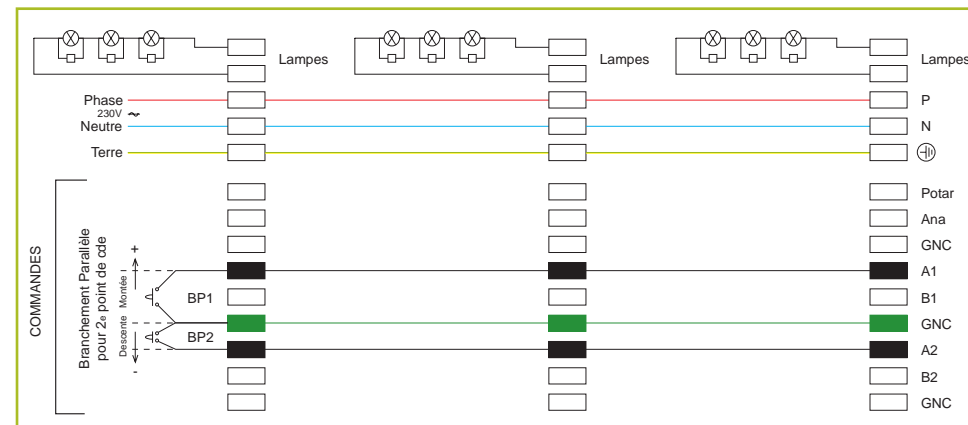 Lampes
Lampes
Lampes
Phase
P
230V
Neutre
N
Terre
Potar
Ana
GNC
A1
B1
GNC
A2
B2
GNC
COMMANDES
Branchement Parallèle
pour 2e point de cde
Descente
Montée
+
-
BP1
BP2